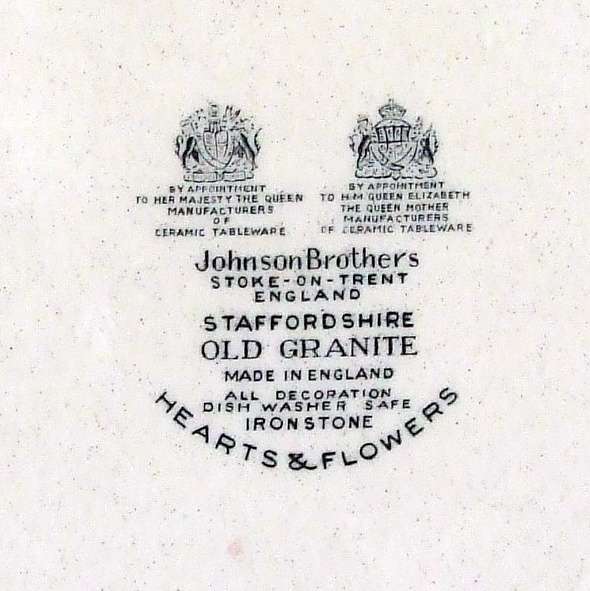 BY APPOINTMENT
TO HER MAJESTY THE QUEEN
MANUFACTURERS
OF
CERAMIC TABLEWARE
BY APPOINTMENT
TO H.M. QUEEN ELIZABETH
THE QUEEN MOTHER
MANUFACTURERS
OF CERAMIC TABLEWARE
Johnson Brothers
STOKE-ON-TRENT
ENGLAND
STAFFORDSHIRE
OLD GRANITE
MADE IN ENGLAND
ALL DECORATION
DISH WASHER SAFE
IRONSTONE
HEARTS & FLOWERS